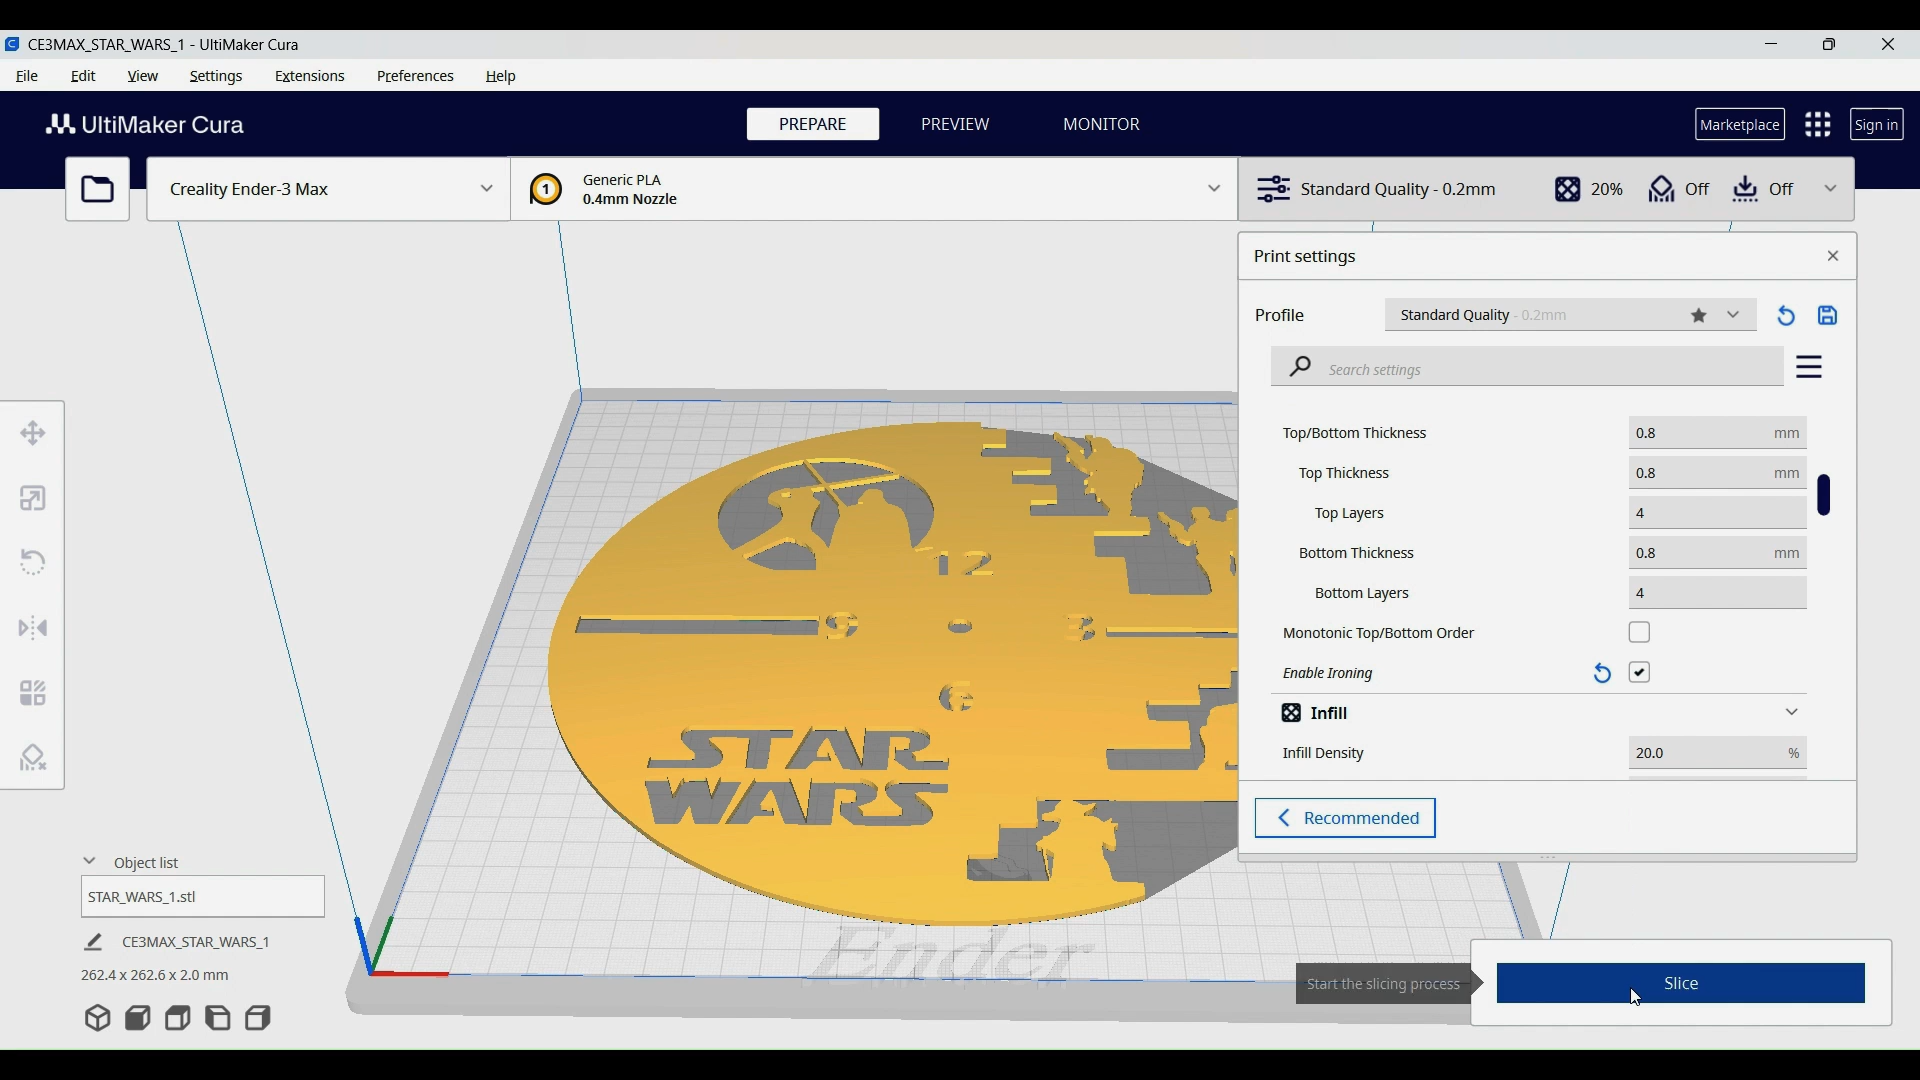 CE3MAX_STAR_WARS_1 - UltiMaker Cura
File Edit View Settings Extensions Preferences Help
UltiMaker Cura
PREPARE PREVIEW MONITOR
Marketplace Sign in
Creality Ender-3 Max
1 Generic PLA
0.4mm Nozzle
Standard Quality - 0.2mm 20% Off Off
Print settings
Profile Standard Quality - 0.2mm
Search settings
Top/Bottom Thickness 0.8 mm
Top Thickness 0.8 mm
Top Layers 4
Bottom Thickness 0.8 mm
Bottom Layers 4
Monotonic Top/Bottom Order
Enable Ironing
Infill
Infill Density 20.0 %
Recommended
12
9 3
6
STAR
WARS
Ender
Object list
STAR_WARS_1.stl
CE3MAX_STAR_WARS_1
262.4 x 262.6 x 2.0 mm
Start the slicing process
Slice